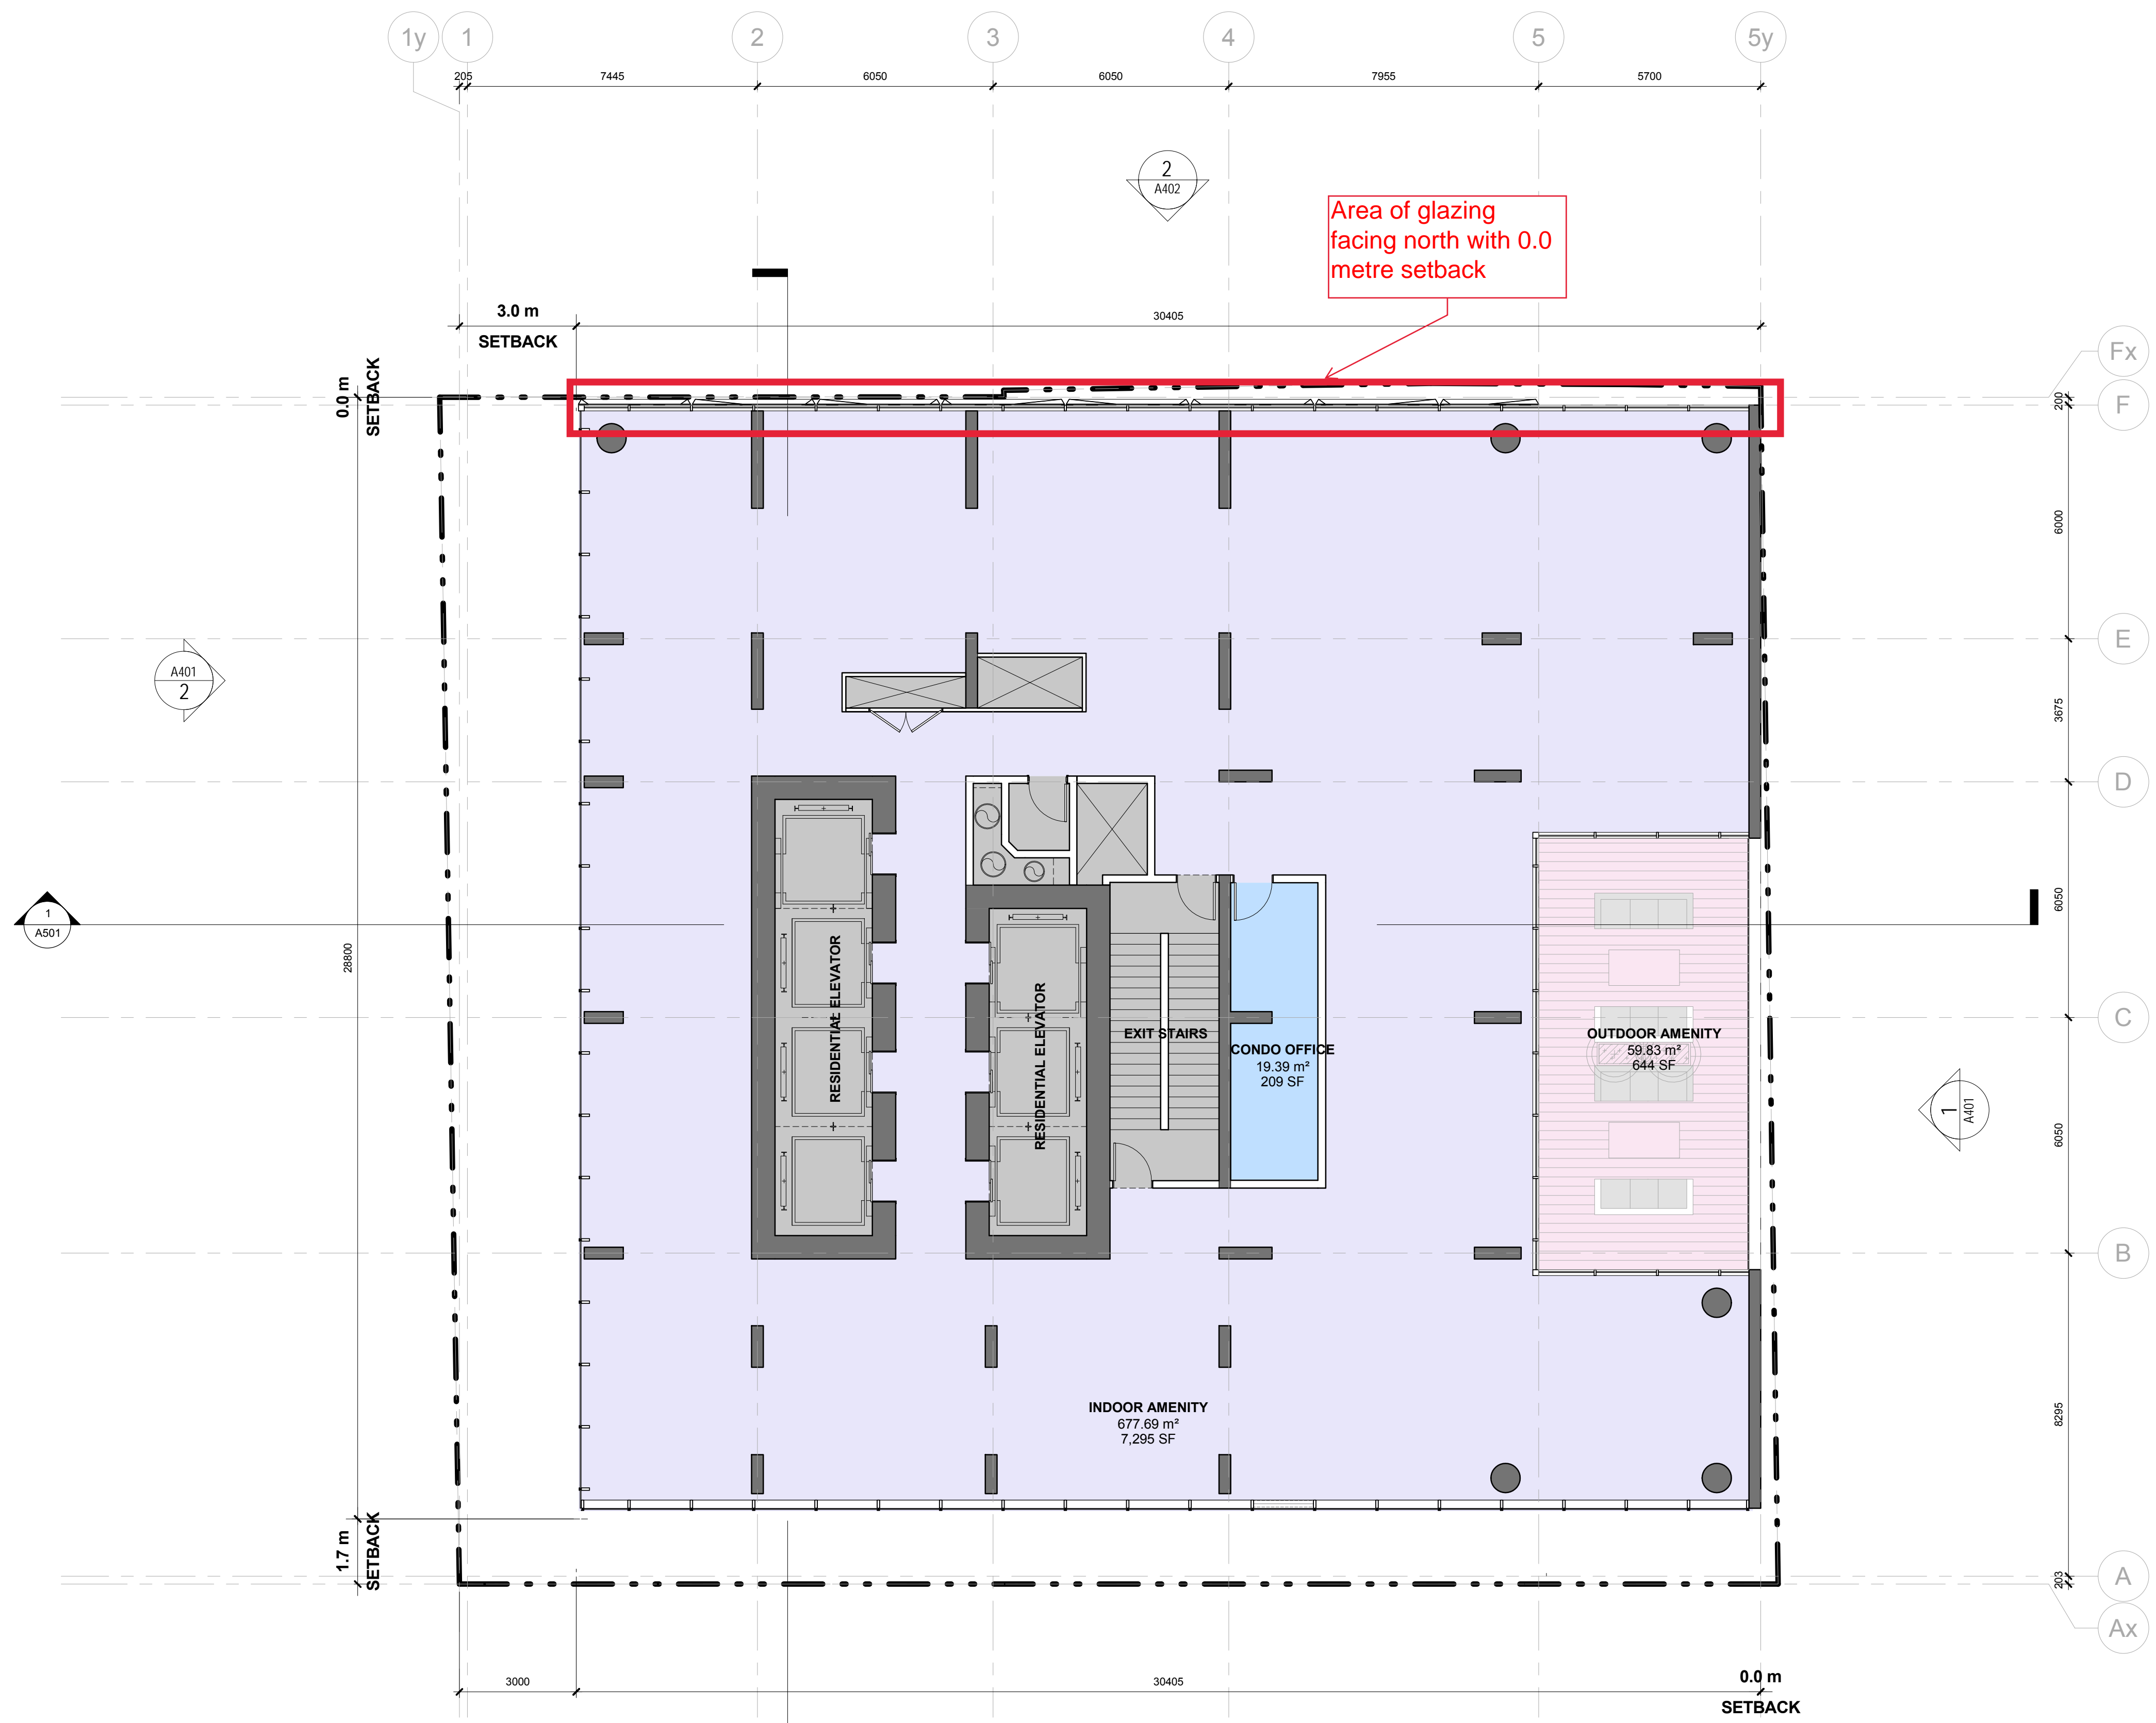 1y 1 2 3 4 5 5y
205 7445 6050 6050 7955 5700
2
A402
Area of glazing
facing north with 0.0
metre setback
3.0 m
SETBACK
30405
0.0 m
SETBACK
Fx
200
F
6000
E
A401
2
3675
D
6050
1
A501
28800
RESIDENTIAL ELEVATOR
RESIDENTIAL ELEVATOR
EXIT STAIRS
CONDO OFFICE
19.39 m²
209 SF
OUTDOOR AMENITY
59.83 m²
644 SF
C
1
A401
6050
B
INDOOR AMENITY
677.69 m²
7,295 SF
8295
1.7 m
SETBACK
203
A
Ax
3000
30405
0.0 m
SETBACK